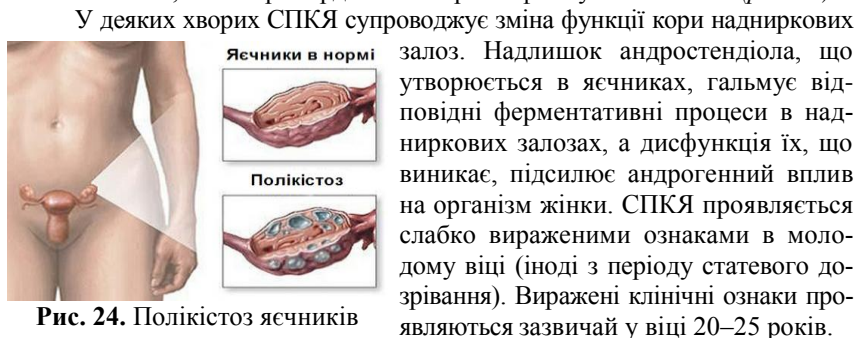 У деяких хворих СПКЯ супроводжує зміна функції кори надниркових
залоз. Надлишок андростендіола, що
утворюється в яєчниках, гальмує від-
повідні ферментативні процеси в над-
ниркових залозах, а дисфункція їх, що
виникає, підсилює андрогенний вплив
на організм жінки. СПКЯ проявляється
слабко вираженими ознаками в моло-
дому віці (іноді з періоду статевого до-
зрівання). Виражені клінічні ознаки про-
являються зазвичай у віці 20–25 років.
Яєчники в нормі
Полікістоз
Рис. 24. Полікістоз яєчників